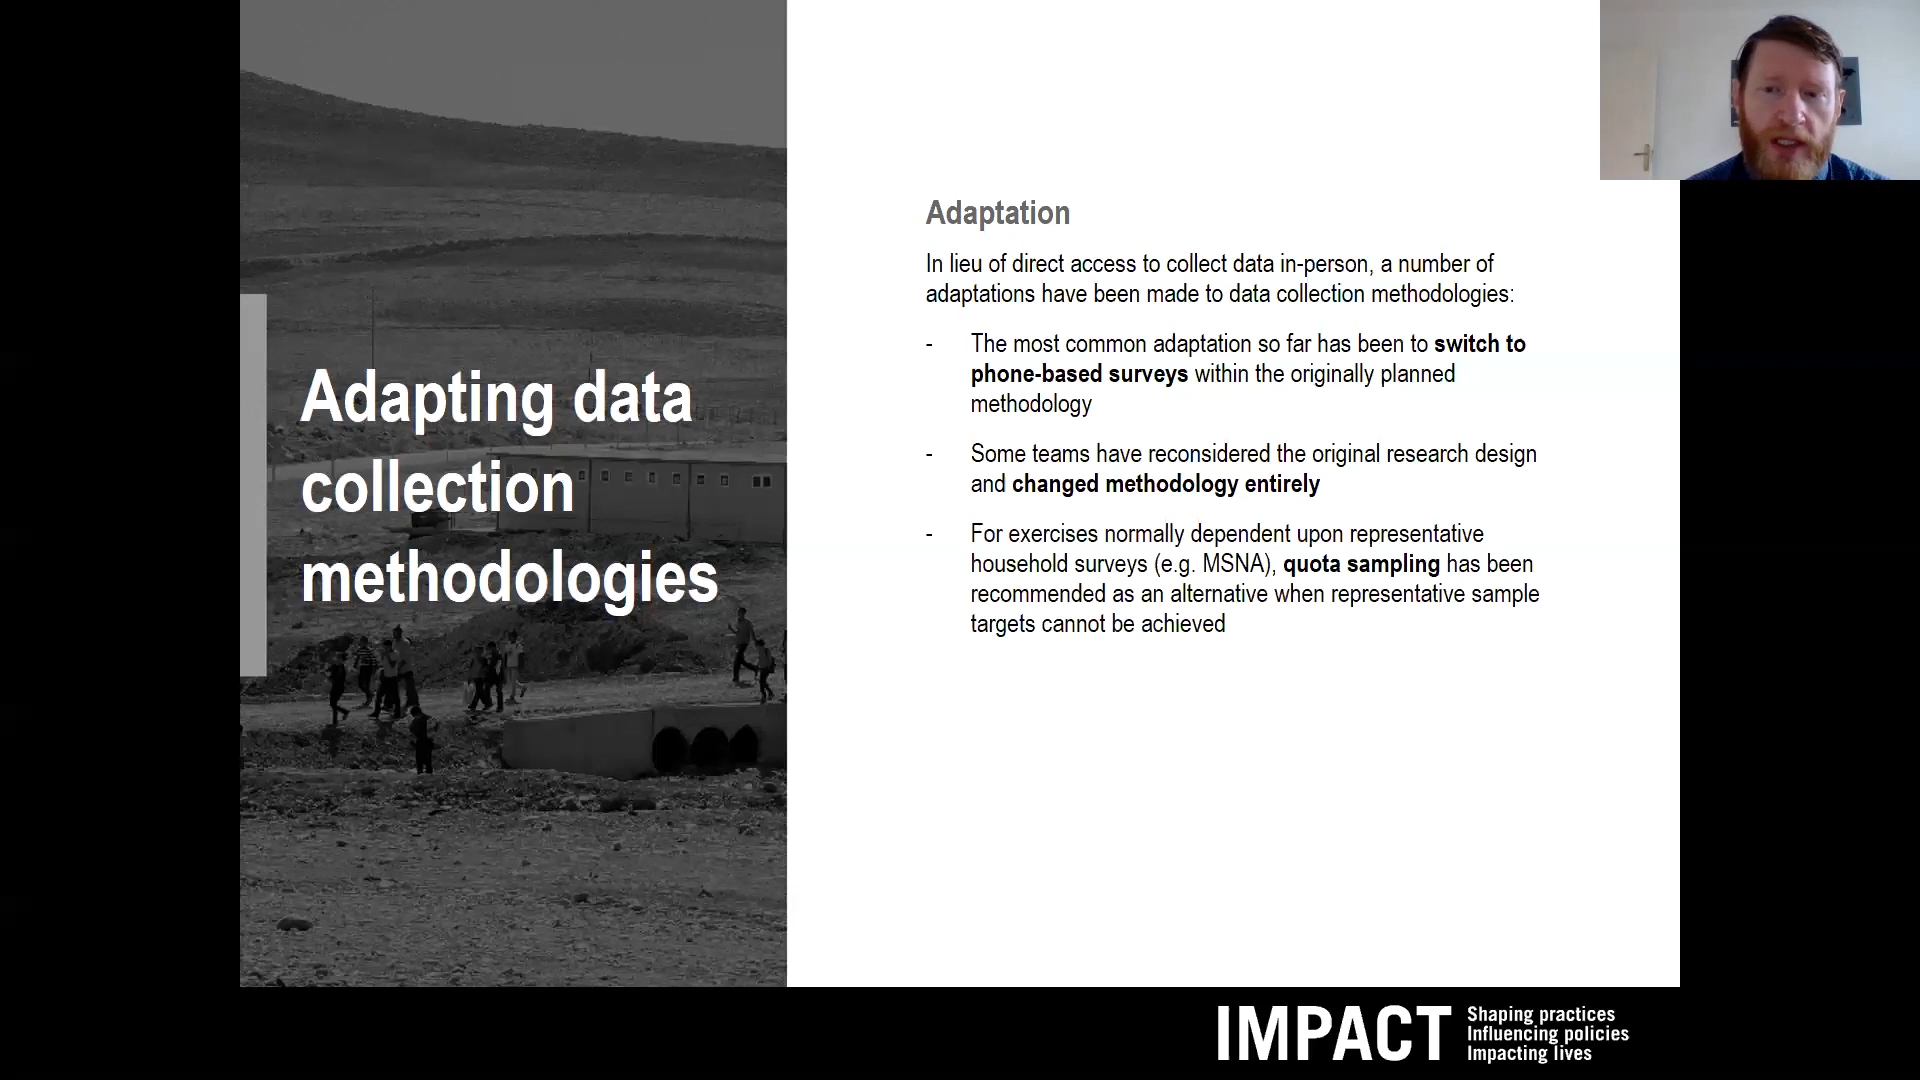 Adapting data
collection
methodologies
Adaptation
In lieu of direct access to collect data in-person, a number of
adaptations have been made to data collection methodologies:
- The most common adaptation so far has been to switch to
phone-based surveys within the originally planned
methodology
- Some teams have reconsidered the original research design
and changed methodology entirely
- For exercises normally dependent upon representative
household surveys (e.g. MSNA), quota sampling has been
recommended as an alternative when representative sample
targets cannot be achieved
IMPACT
Shaping practices
Influencing policies
Impacting lives